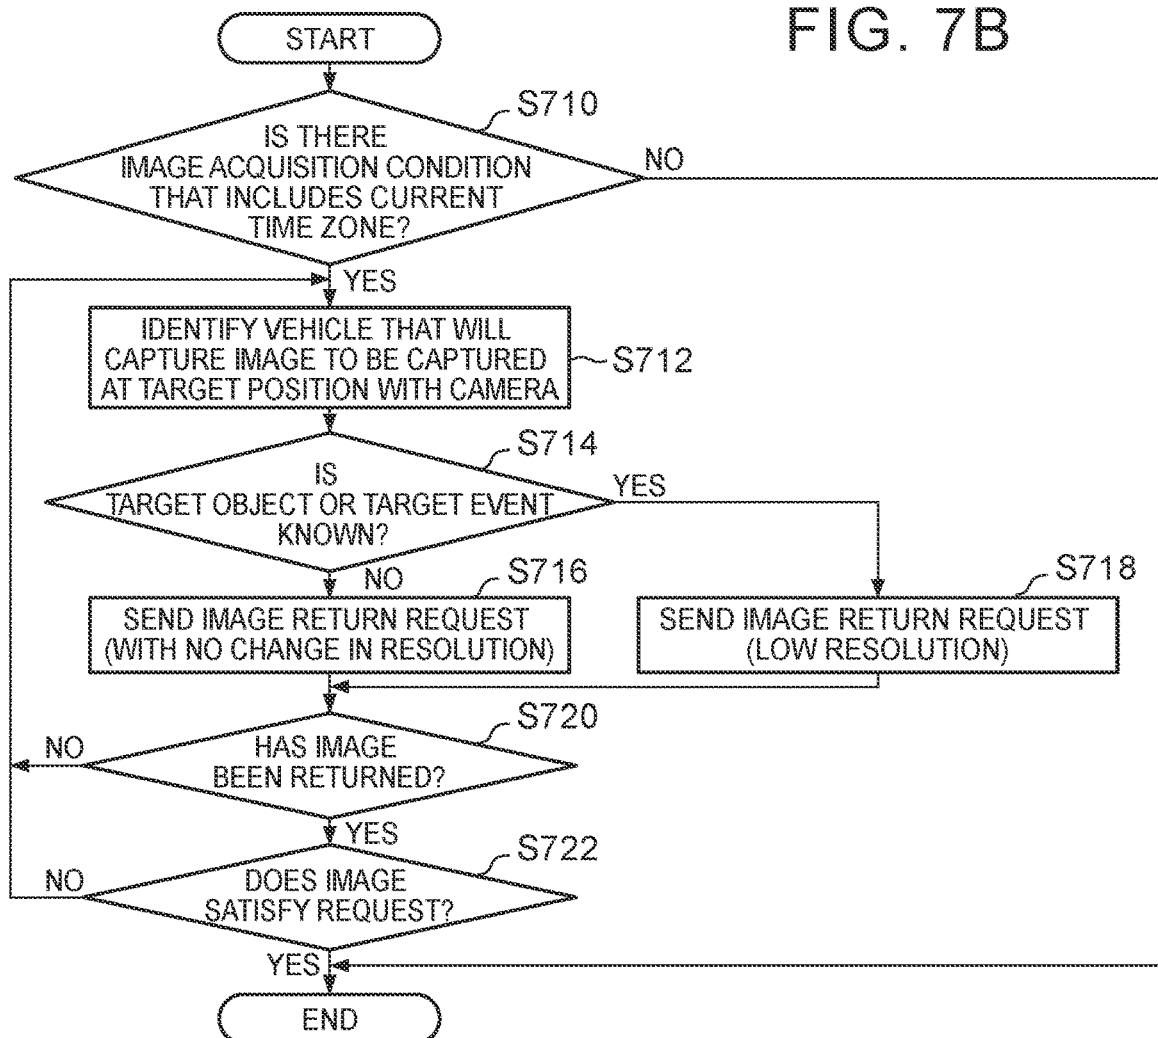 FIG. 7B
START
S710
IS THERE
IMAGE ACQUISITION CONDITION
THAT INCLUDES CURRENT
TIME ZONE?
NO
YES
IDENTIFY VEHICLE THAT WILL
CAPTURE IMAGE TO BE CAPTURED
AT TARGET POSITION WITH CAMERA
S712
S714
IS
TARGET OBJECT OR TARGET EVENT
KNOWN?
YES
NO
S716
SEND IMAGE RETURN REQUEST
(WITH NO CHANGE IN RESOLUTION)
S718
SEND IMAGE RETURN REQUEST
(LOW RESOLUTION)
S720
HAS IMAGE
BEEN RETURNED?
NO
YES
S722
DOES IMAGE
SATISFY REQUEST?
NO
YES
END